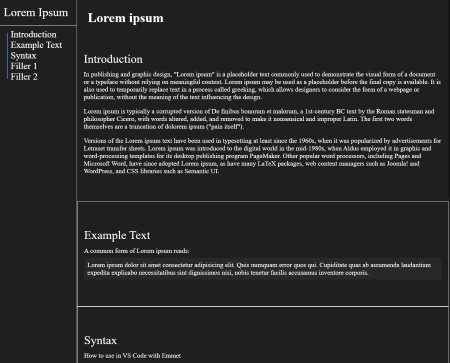 Lorem Ipsum
Introduction
Example Text
Syntax
Filler 1
Filler 2
Lorem ipsum
Introduction
In publishing and graphic design, "Lorem ipsum" is a placeholder text commonly used to demonstrate the visual form of a document
or a typeface without relying on meaningful content. Lorem ipsum may be used as a placeholder before the final copy is available. It is
also used to temporarily replace text in a process called greeking, which allows designers to consider the form of a webpage or
publication, without the meaning of the text influencing the design.
Lorem ipsum is typically a corrupted version of De finibus bonorum et malorum, a 1st-century BC text by the Roman statesman and
philosopher Cicero, with words altered, added, and removed to make it nonsensical and improper Latin. The first two words
themselves are a truncation of dolorem ipsum ("pain itself").
Versions of the Lorem ipsum text have been used in typesetting at least since the 1960s, when it was popularized by advertisements for
Letraset transfer sheets. Lorem ipsum was introduced to the digital world in the mid-1980s, when Aldus employed it in graphic and
word-processing templates for its desktop publishing program PageMaker. Other popular word processors, including Pages and
Microsoft Word, have since adopted Lorem ipsum, as have many LaTeX packages, web content managers such as Joomla! and
WordPress, and CSS libraries such as Semantic UI.
Example Text
A common form of Lorem ipsum reads:
Lorem ipsum dolor sit amet consectetur adipisicing elit. Quis numquam error quos qui. Cupiditate quas ab assumenda laudantium
expedita explicabo necessitatibus sint dignissimos nisi, nobis tenetur facilis accusamus inventore corporis.
Syntax
How to use in VS Code with Emmet